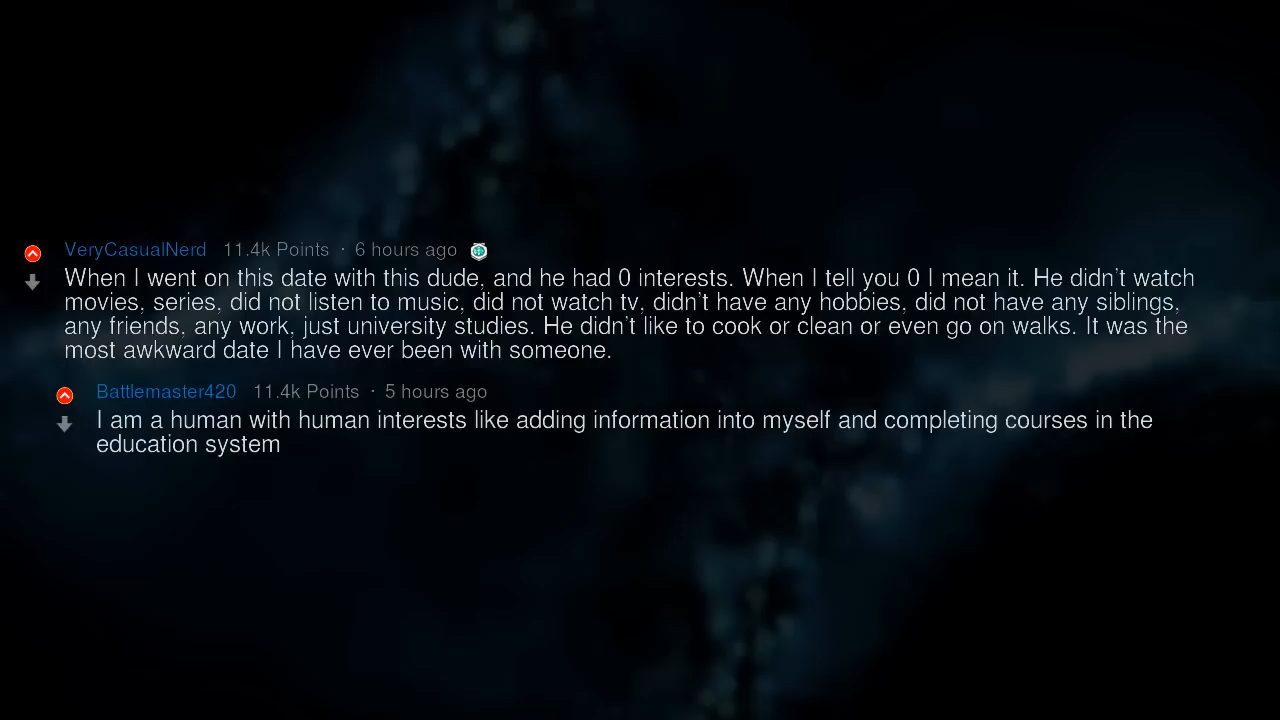 VeryCasualNerd 11.4k Points · 6 hours ago
When I went on this date with this dude, and he had 0 interests. When I tell you 0 I mean it. He didn't watch
movies, series, did not listen to music, did not watch tv, didn't have any hobbies, did not have any siblings,
any friends, any work, just university studies. He didn't like to cook or clean or even go on walks. It was the
most awkward date I have ever been with someone.
Battlemaster420 11.4k Points · 5 hours ago
I am a human with human interests like adding information into myself and completing courses in the
education system